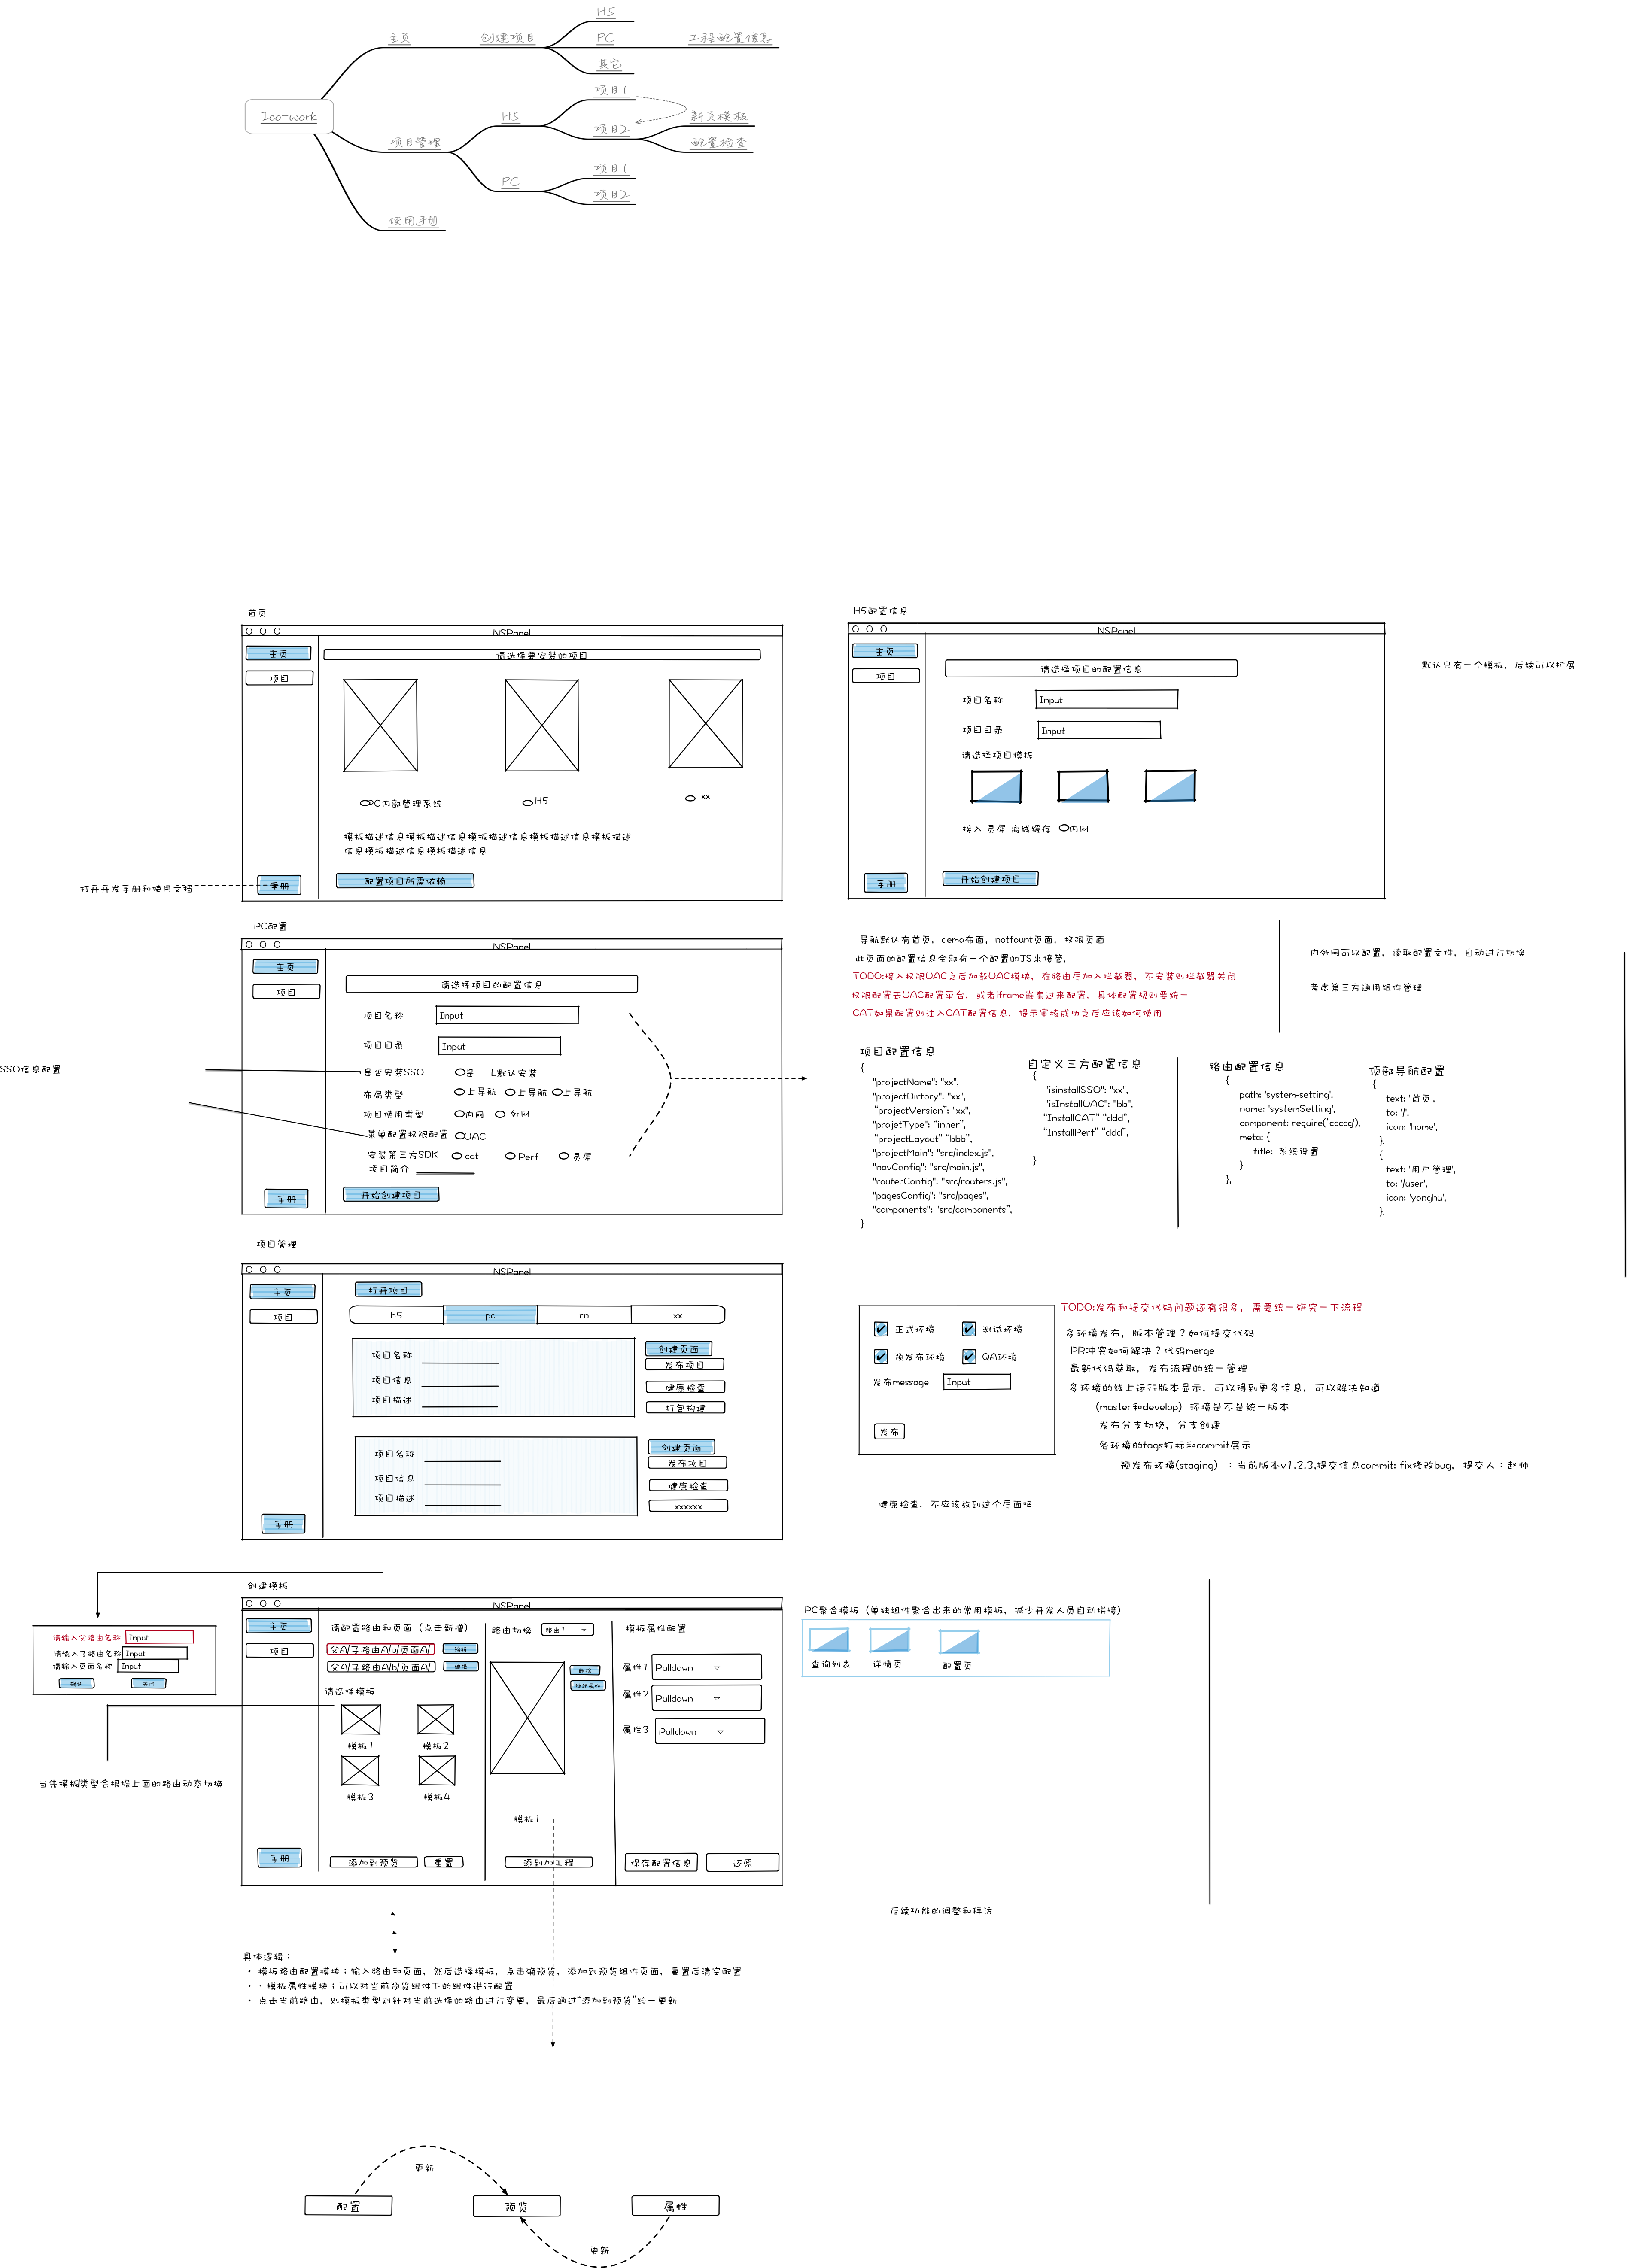 H5
主页
创建项目
PC
工程配置信息
其它
项目1
Ico-work
H5
新页模板
项目2
项目管理
配置检查
项目1
PC
项目2
使用手册
首页
NSPanel
主页
请选择要安装的项目
项目
PC内部管理系统
H5
xx
模板描述信息模板描述信息模板描述信息模板描述信息模板描述
信息模板描述信息模板描述信息
配置项目所需依赖
手册
打开开发手册和使用文档
H5配置信息
NSPanel
主页
请选择项目的配置信息
项目
项目名称
Input
项目目录
Input
请选择项目模板
接入 灵犀 离线缓存
内网
开始创建项目
手册
默认只有一个模板，后续可以扩展
PC配置
NSPanel
主页
请选择项目的配置信息
项目
项目名称
Input
项目目录
Input
是否安装SSO
是
L默认安装
布局类型
上导航
上导航
上导航
项目使用类型
内网
外网
菜单配置权限配置
UAC
安装第三方SDK
cat
Perf
灵犀
项目简介
开始创建项目
手册
SSO信息配置
导航默认有首页，demo布面，notfount页面，权限页面
此页面的配置信息全部有一个配置的JS来接管，
TODO:接入权限UAC之后加载UAC模块，在路由层加入拦截器，不安装则拦截器关闭
权限配置去UAC配置平台，或者iframe嵌套过来配置，具体配置规则要统一
CAT如果配置则注入CAT配置信息，提示审核成功之后应该如何使用
内外网可以配置，读取配置文件，自动进行切换
考虑第三方通用组件管理
项目配置信息
{
"projectName": "xx",
"projectDirtory": "xx",
“projectVersion”: "xx",
"projetType": “inner”,
“projectLayout” “bbb”,
"projectMain": "src/index.js",
"navConfig": "src/main.js",
"routerConfig": "src/routers.js",
"pagesConfig": "src/pages",
"components": "src/components”,
}
自定义三方配置信息
{
"isinstallSSO": "xx",
"isInstallUAC": "bb",
“InstallCAT” “ddd”,
“InstallPerf” “ddd”,
}
路由配置信息
{
path: 'system-setting',
name: 'systemSetting',
component: require('ccccq'),
meta: {
title: '系统设置'
}
},
顶部导航配置
{
text: '首页',
to: '/',
icon: 'home',
},
{
text: '用户管理',
to: '/user',
icon: 'yonghu',
},
项目管理
NSPanel
主页
打开项目
项目
h5
pc
rn
xx
项目名称
项目信息
项目描述
创建页面
发布项目
健康检查
打包构建
项目名称
项目信息
项目描述
创建页面
发布项目
健康检查
xxxxxx
手册
正式环境
测试环境
预发布环境
QA环境
发布message
Input
发布
TODO:发布和提交代码问题还有很多，需要统一研究一下流程
多环境发布，版本管理？如何提交代码
PR冲突如何解决？代码merge
最新代码获取，发布流程的统一管理
多环境的线上运行版本显示，可以得到更多信息，可以解决知道
(master和develop）环境是不是统一版本
发布分支切换，分支创建
各环境的tags打标和commit展示
预发布环境(staging）：当前版本v1.2.3,提交信息commit: fix修改bug，提交人：赵帅
健康检查，不应该放到这个层面吧
创建模板
NSPanel
主页
项目
请配置路由和页面（点击新增）
父A/子路由A/b/页面A/
编辑
父A/子路由A/b/页面A/
编辑
请选择模板
模板1
模板2
模板3
模板4
添加到预览
重置
路由切换
路由1
删除
编辑属性
模板1
添到加工程
模板属性配置
属性1
Pulldown
属性2
Pulldown
属性3
Pulldown
保存配置信息
还原
手册
请输入父路由名称
Input
请输入子路由名称
Input
请输入页面名称
Input
确认
关闭
当先模板类型会根据上面的路由动态切换
PC聚合模板（单独组件聚合出来的常用模板，减少开发人员自动拼接）
查询列表
详情页
配置页
后续功能的调整和拜访
具体逻辑：
• 模板路由配置模块：输入路由和页面，然后选择模板，点击确预览，添加到预览组件页面，重置后清空配置
• · 模板属性模块：可以对当前预览组件下的组件进行配置
• 点击当前路由，则模板类型则针对当前选择的路由进行变更，最后通过“添加到预览”统一更新
更新
配置
预览
属性
更新